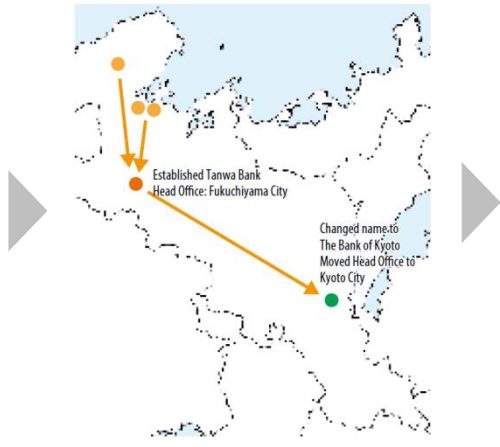 Established Tanwa Bank
Head Office: Fukuchiyama City
Changed name to
The Bank of Kyoto
Moved Head Office to
Kyoto City